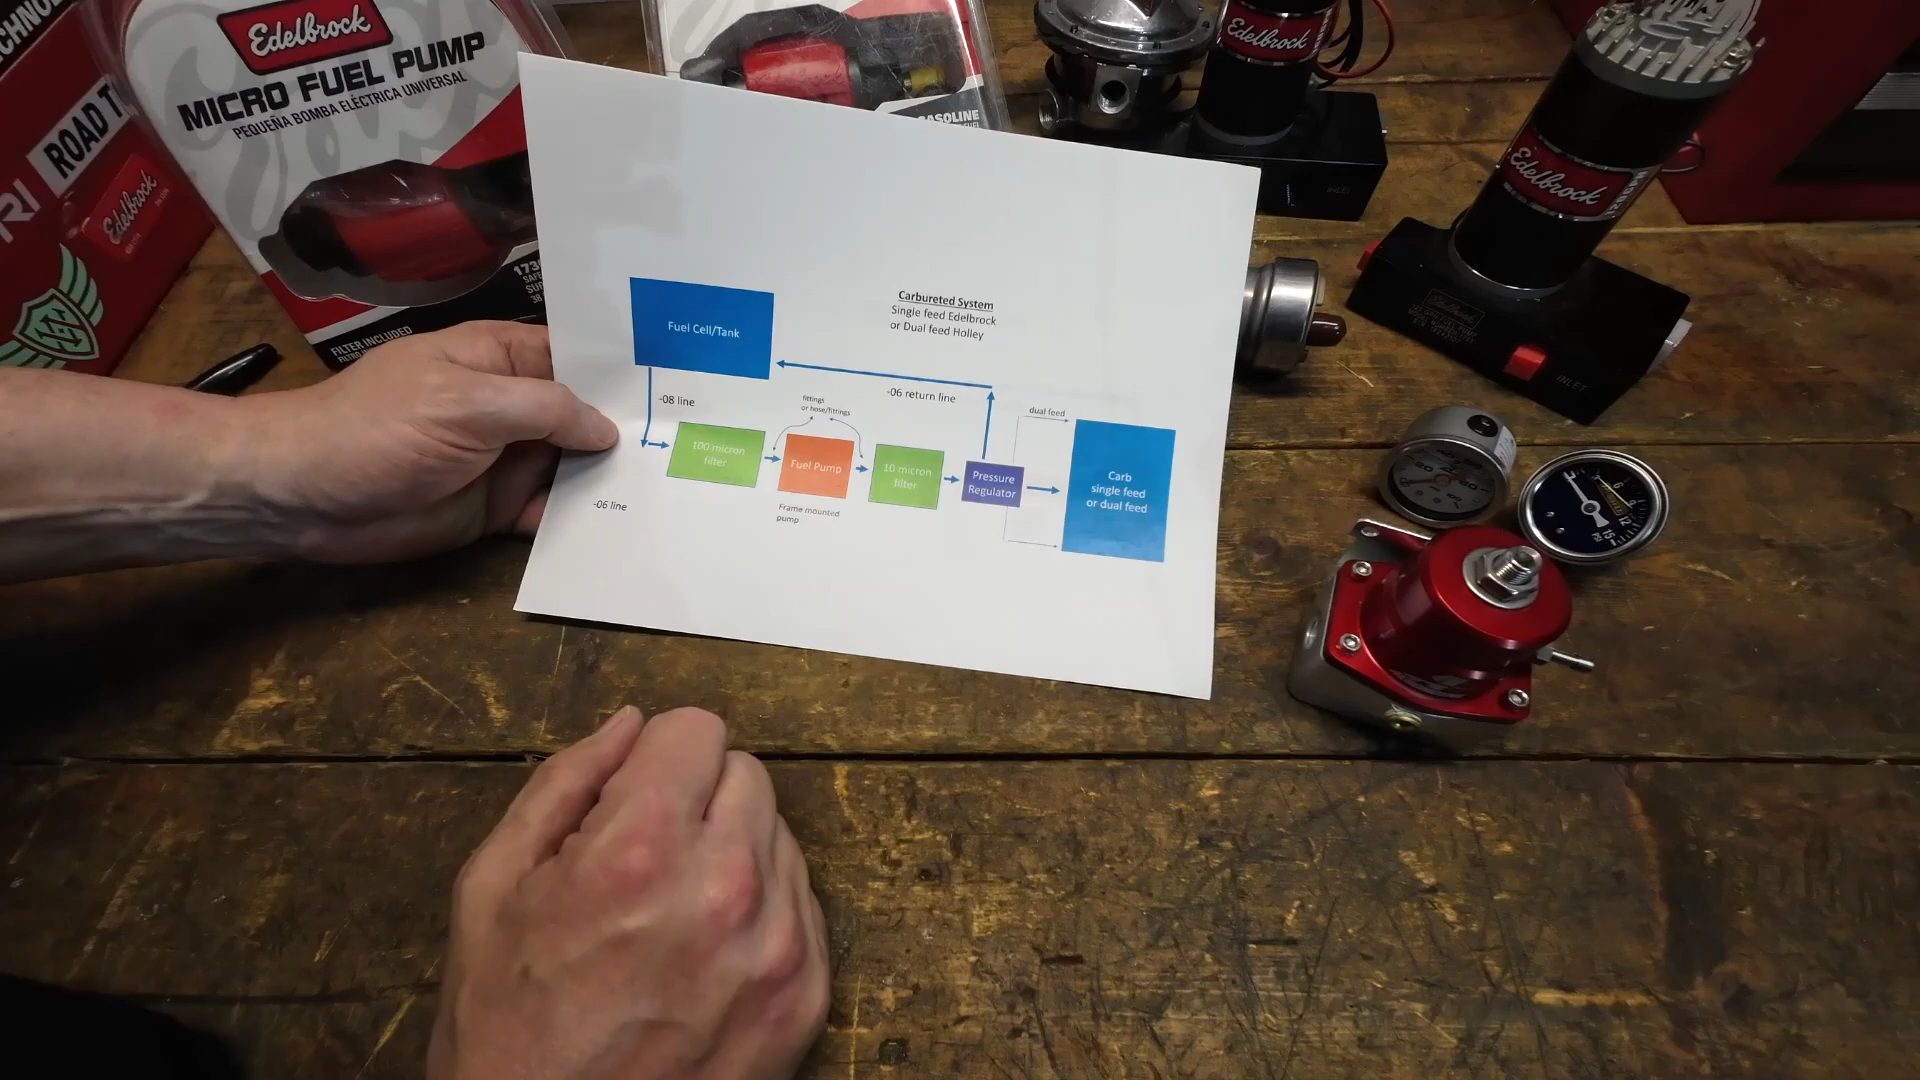 Edelbrock
MICRO FUEL PUMP
PEQUEÑA BOMBA ELÉCTRICA UNIVERSAL
FILTER INCLUDED
ROAD
Edelbrock
GASOLINE
Edelbrock
INLET
Edelbrock
120GPH
INLET
Carbureted System
Single feed Edelbrock
or Dual feed Holley
Fuel Cell/Tank
-06 return line
-08 line
fittings
or hose/fittings
dual feed
100 micron
filter
Fuel Pump
10 micron
filter
Pressure
Regulator
Carb
single feed
or dual feed
Frame mounted
pump
-06 line